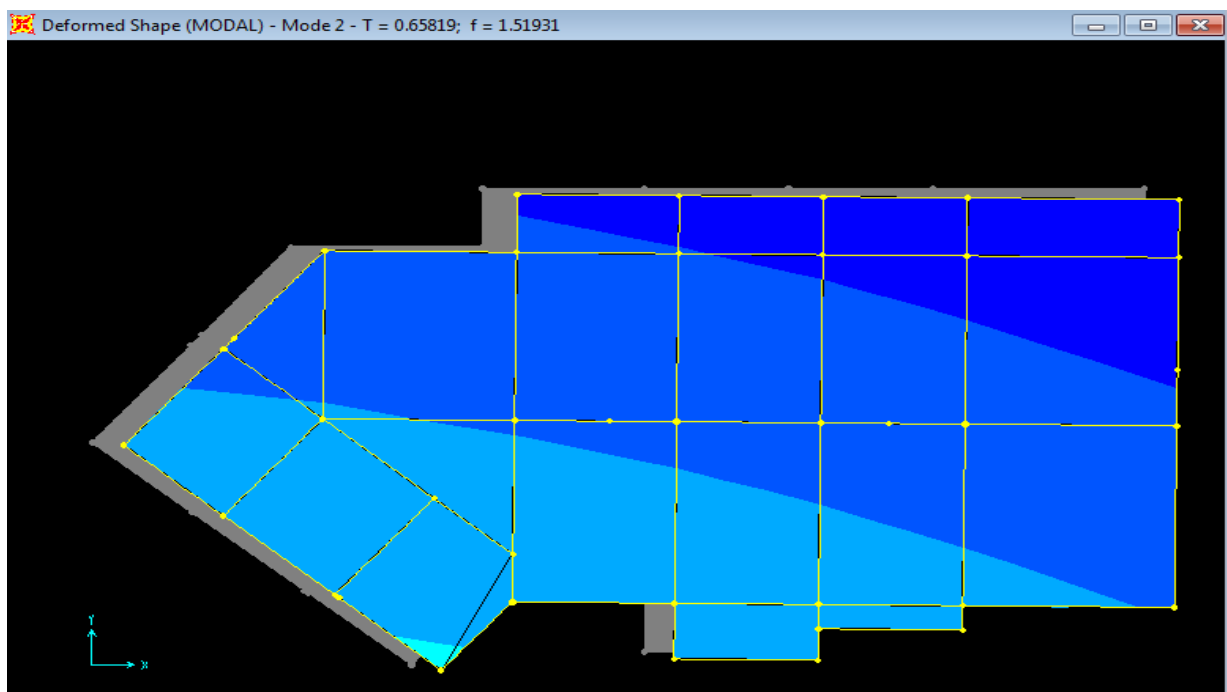 Deformed Shape (MODAL) - Mode 2 - T = 0.65819; f = 1.51931
Y
X